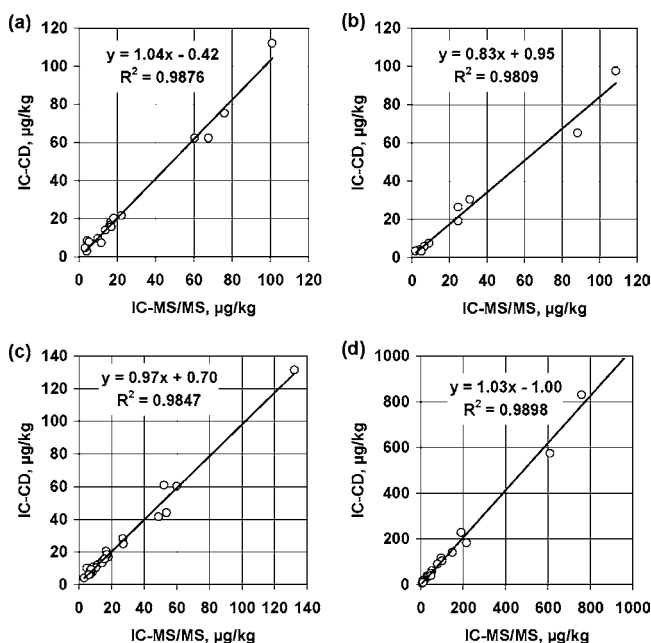 (a)
120
100
80
60
40
20
0
IC-CD, µg/kg
y = 1.04x - 0.42
R² = 0.9876
0 20 40 60 80 100 120
IC-MS/MS, µg/kg
(b)
120
100
80
60
40
20
0
IC-CD, µg/kg
y = 0.83x + 0.95
R² = 0.9809
0 20 40 60 80 100 120
IC-MS/MS, µg/kg
(c)
140
120
100
80
60
40
20
0
IC-CD, µg/kg
y = 0.97x + 0.70
R² = 0.9847
0 20 40 60 80 100 120 140
IC-MS/MS, µg/kg
(d)
1000
800
600
400
200
0
IC-CD, µg/kg
y = 1.03x - 1.00
R² = 0.9898
0 200 400 600 800 1000
IC-MS/MS, µg/kg